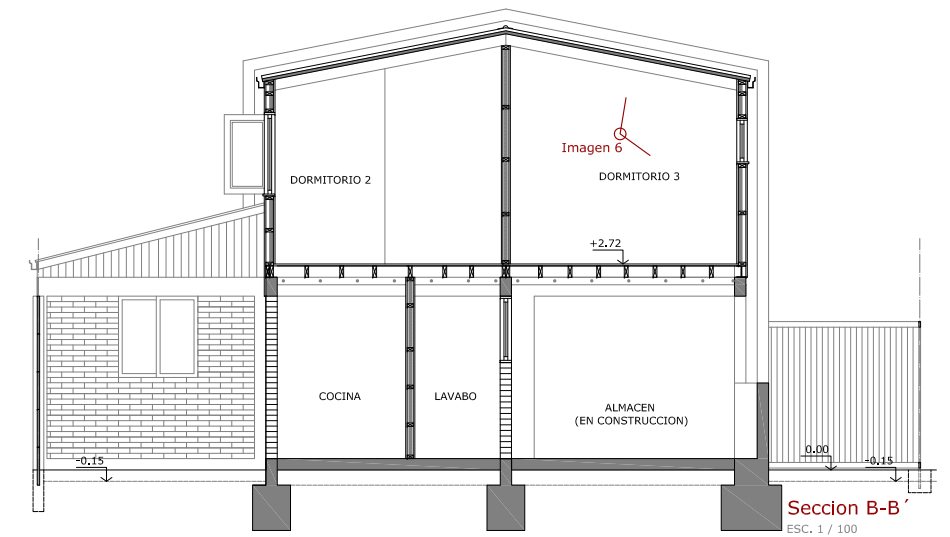 Imagen 6
DORMITORIO 2
DORMITORIO 3
+2.72
COCINA
LAVABO
ALMACEN
(EN CONSTRUCCION)
-0.15
0.00
-0.15
Seccion B-B´
ESC. 1 / 100